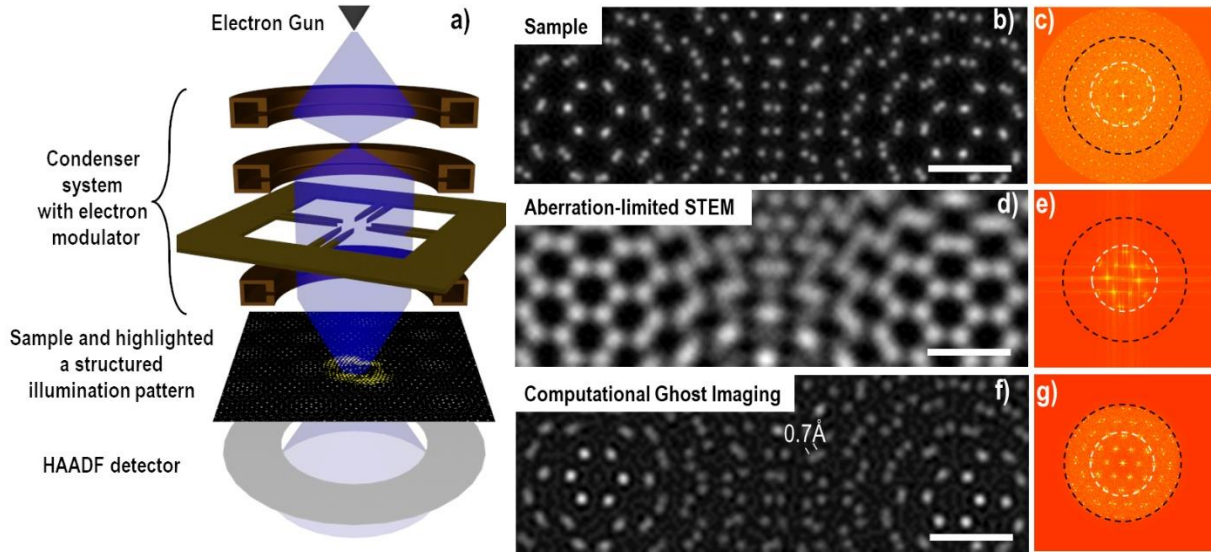 Electron Gun
a)
Condenser
system
with electron
modulator
Sample and highlighted
a structured
illumination pattern
HAADF detector
Sample
b)
c)
Aberration-limited STEM
d)
e)
Computational Ghost Imaging
f)
0.7Å
g)